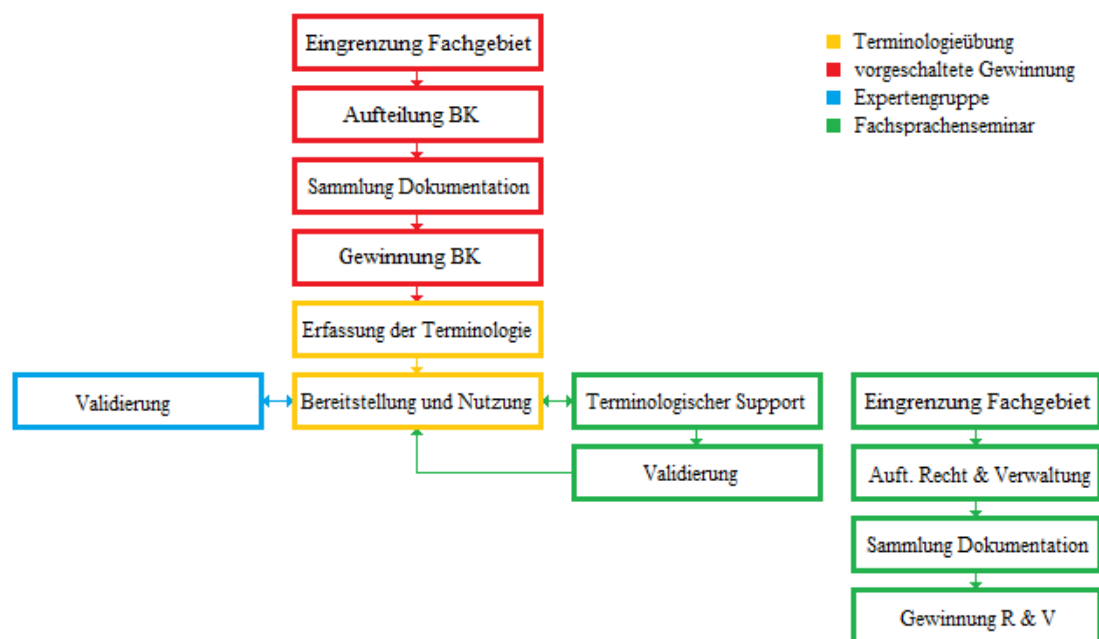 Eingrenzung Fachgebiet
Aufteilung BK
Sammlung Dokumentation
Gewinnung BK
Erfassung der Terminologie
Validierung
Bereitstellung und Nutzung
Terminologischer Support
Validierung
Eingrenzung Fachgebiet
Auft. Recht & Verwaltung
Sammlung Dokumentation
Gewinnung R & V
Terminologieübung
vorgeschaltete Gewinnung
Expertengruppe
Fachsprachenseminar